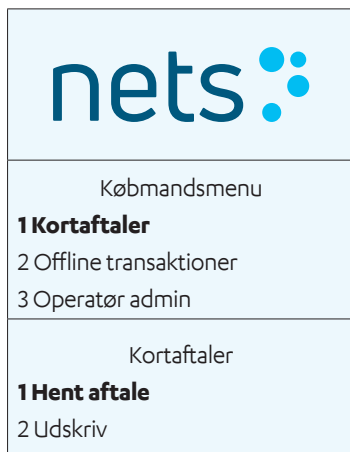 nets
Købmandsmenu
1 Kortaftaler
2 Offline transaktioner
3 Operatør admin
Kortaftaler
1 Hent aftale
2 Udskriv